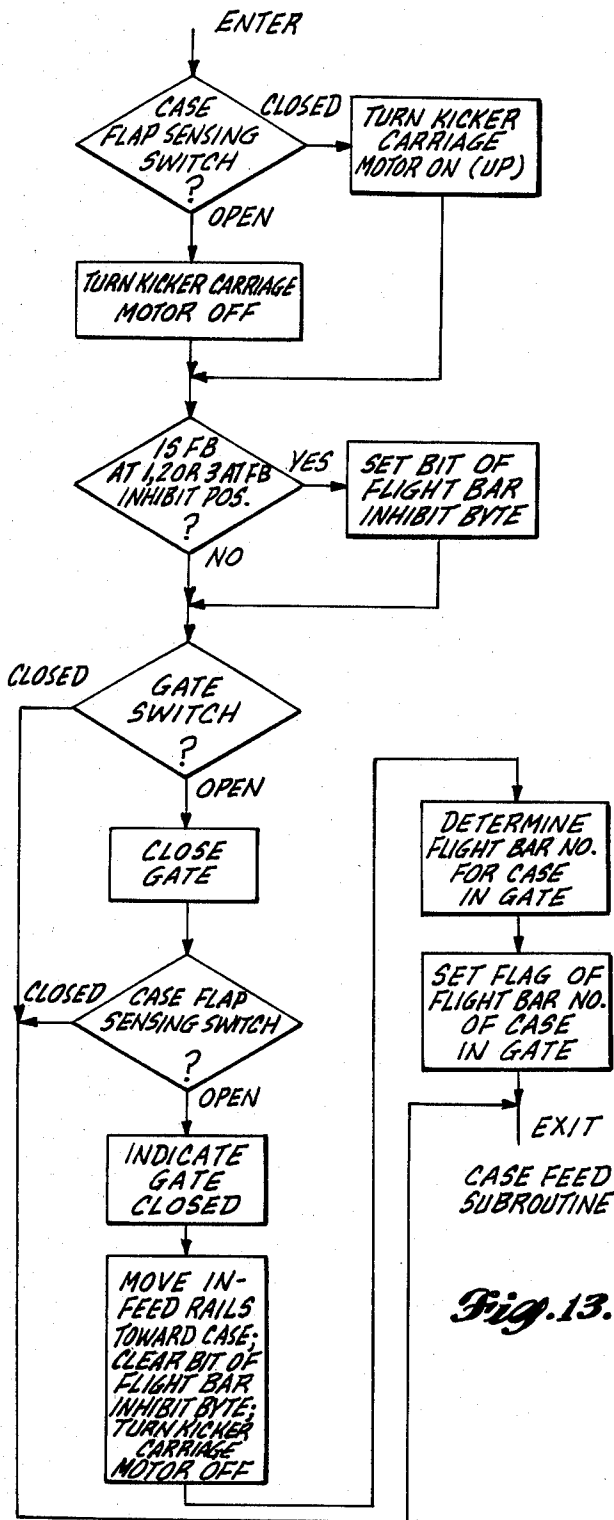 ENTER
CASE
FLAP SENSING
SWITCH
?
CLOSED
TURN KICKER
CARRIAGE
MOTOR ON (UP)
OPEN
TURN KICKER CARRIAGE
MOTOR OFF
IS FB
AT 1,2 OR 3 AT FB
INHIBIT POS.
?
YES
SET BIT OF
FLIGHT BAR
INHIBIT BYTE
NO
CLOSED
GATE
SWITCH
?
OPEN
CLOSE
GATE
CLOSED
CASE FLAP
SENSING SWITCH
?
OPEN
INDICATE
GATE
CLOSED
MOVE IN-
FEED RAILS
TOWARD CASE;
CLEAR BIT OF
FLIGHT BAR
INHIBIT BYTE;
TURN KICKER
CARRIAGE
MOTOR OFF
DETERMINE
FLIGHT BAR NO.
FOR CASE
IN GATE
SET FLAG OF
FLIGHT BAR NO.
OF CASE
IN GATE
EXIT
CASE FEED
SUBROUTINE
Fig. 13.